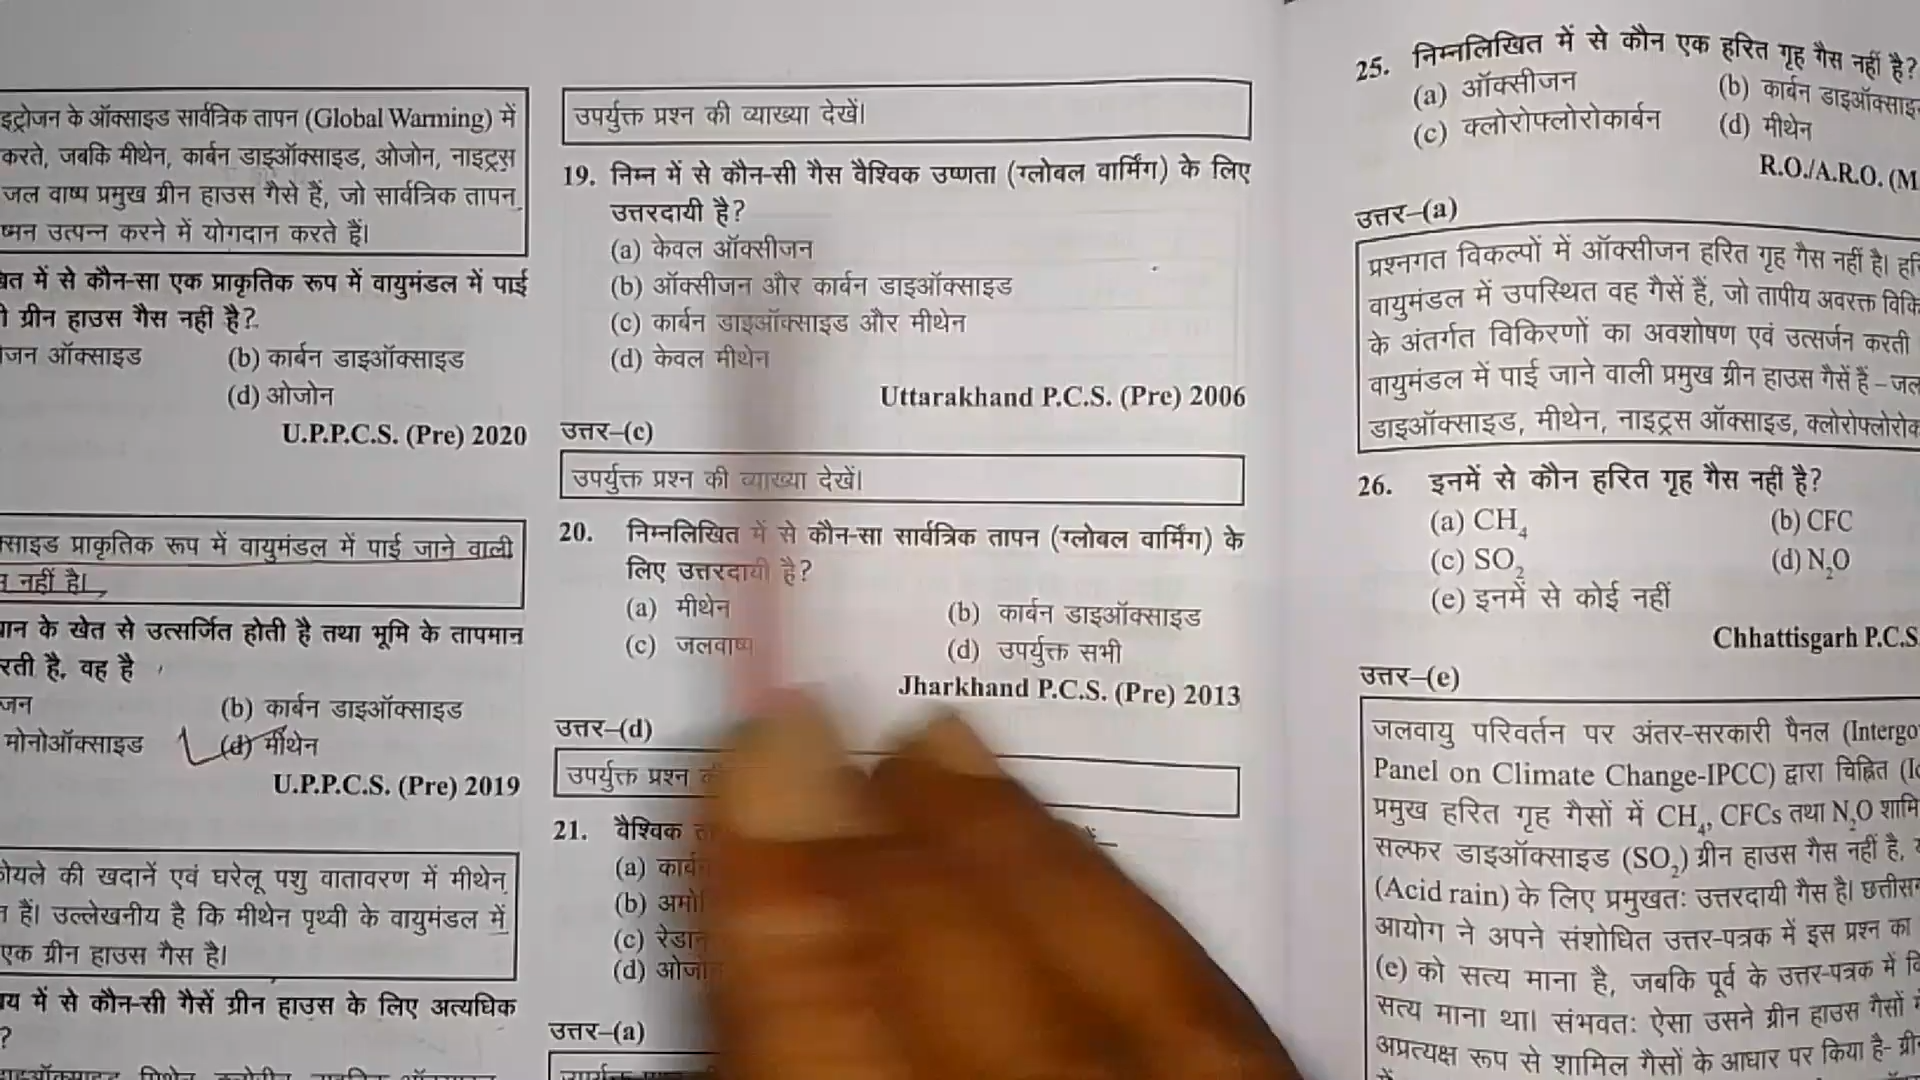 इट्रोजन के ऑक्साइड सार्वत्रिक तापन (Global Warming) में
करते, जबकि मीथेन, कार्बन डाइऑक्साइड, ओजोन, नाइट्रस
जल वाष्प प्रमुख ग्रीन हाउस गैसे हैं, जो सार्वत्रिक तापन
उत्पन्न करने में योगदान करते हैं।
में से कौन-सा एक प्राकृतिक रूप में वायुमंडल में पाई
ग्रीन हाउस गैस नहीं है?
जन ऑक्साइड (b) कार्बन डाइऑक्साइड
(d) ओजोन
U.P.P.C.S. (Pre) 2020
साइड प्राकृतिक रूप में वायुमंडल में पाई जाने वाली
नहीं है।
के खेत से उत्सर्जित होती है तथा भूमि के तापमान
रती है, वह है
जन (b) कार्बन डाइऑक्साइड
मोनोऑक्साइड (d) मीथेन
U.P.P.C.S. (Pre) 2019
की खदानें एवं घरेलू पशु वातावरण में मीथेन
हैं। उल्लेखनीय है कि मीथेन पृथ्वी के वायुमंडल में
एक ग्रीन हाउस गैस है।
में से कौन-सी गैसें ग्रीन हाउस के लिए अत्यधिक
?
उपर्युक्त प्रश्न की व्याख्या देखें।
19. निम्न में से कौन-सी गैस वैश्विक उष्णता (ग्लोबल वार्मिंग) के लिए
उत्तरदायी है?
(a) केवल ऑक्सीजन
(b) ऑक्सीजन और कार्बन डाइऑक्साइड
(c) कार्बन डाइऑक्साइड और मीथेन
(d) केवल मीथेन
Uttarakhand P.C.S. (Pre) 2006
उत्तर–(c)
उपर्युक्त प्रश्न की व्याख्या देखें।
20. निम्नलिखित में से कौन-सा सार्वत्रिक तापन (ग्लोबल वार्मिंग) के
लिए उत्तरदायी है?
(a) मीथेन (b) कार्बन डाइऑक्साइड
(c) जलवाष्प (d) उपर्युक्त सभी
Jharkhand P.C.S. (Pre) 2013
उत्तर–(d)
उपर्युक्त प्रश्न
21. वैश्विक
(a) कार्ब
(b) अमो
(c) रेडा
(d) ओजो
उत्तर–(a)
25. निम्नलिखित में से कौन एक हरित गृह गैस नहीं है?
(a) ऑक्सीजन (b) कार्बन डाइऑक्साइ
(c) क्लोरोफ्लोरोकार्बन (d) मीथेन
R.O./A.R.O. (M
उत्तर–(a)
प्रश्नगत विकल्पों में ऑक्सीजन हरित गृह गैस नहीं है। हरि
वायुमंडल में उपस्थित वह गैसें हैं, जो तापीय अवरक्त विकि
के अंतर्गत विकिरणों का अवशोषण एवं उत्सर्जन करती
वायुमंडल में पाई जाने वाली प्रमुख ग्रीन हाउस गैसें हैं – जल
डाइऑक्साइड, मीथेन, नाइट्रस ऑक्साइड, क्लोरोफ्लोरोक
26. इनमें से कौन हरित गृह गैस नहीं है?
(a) CH₄ (b) CFC
(c) SO₂ (d) N₂O
(e) इनमें से कोई नहीं
Chhattisgarh P.C.S
उत्तर–(e)
जलवायु परिवर्तन पर अंतर-सरकारी पैनल (Intergo
Panel on Climate Change-IPCC) द्वारा चिह्नित (I
प्रमुख हरित गृह गैसों में CH₄, CFCs तथा N₂O शामि
सल्फर डाइऑक्साइड (SO₂) ग्रीन हाउस गैस नहीं है,
(Acid rain) के लिए प्रमुखतः उत्तरदायी गैस है। छत्तीसग
आयोग ने अपने संशोधित उत्तर-पत्रक में इस प्रश्न का
(e) को सत्य माना है, जबकि पूर्व के उत्तर-पत्रक में वि
सत्य माना था। संभवतः ऐसा उसने ग्रीन हाउस गैसों
अप्रत्यक्ष रूप से शामिल गैसों के आधार पर किया है- ग्री